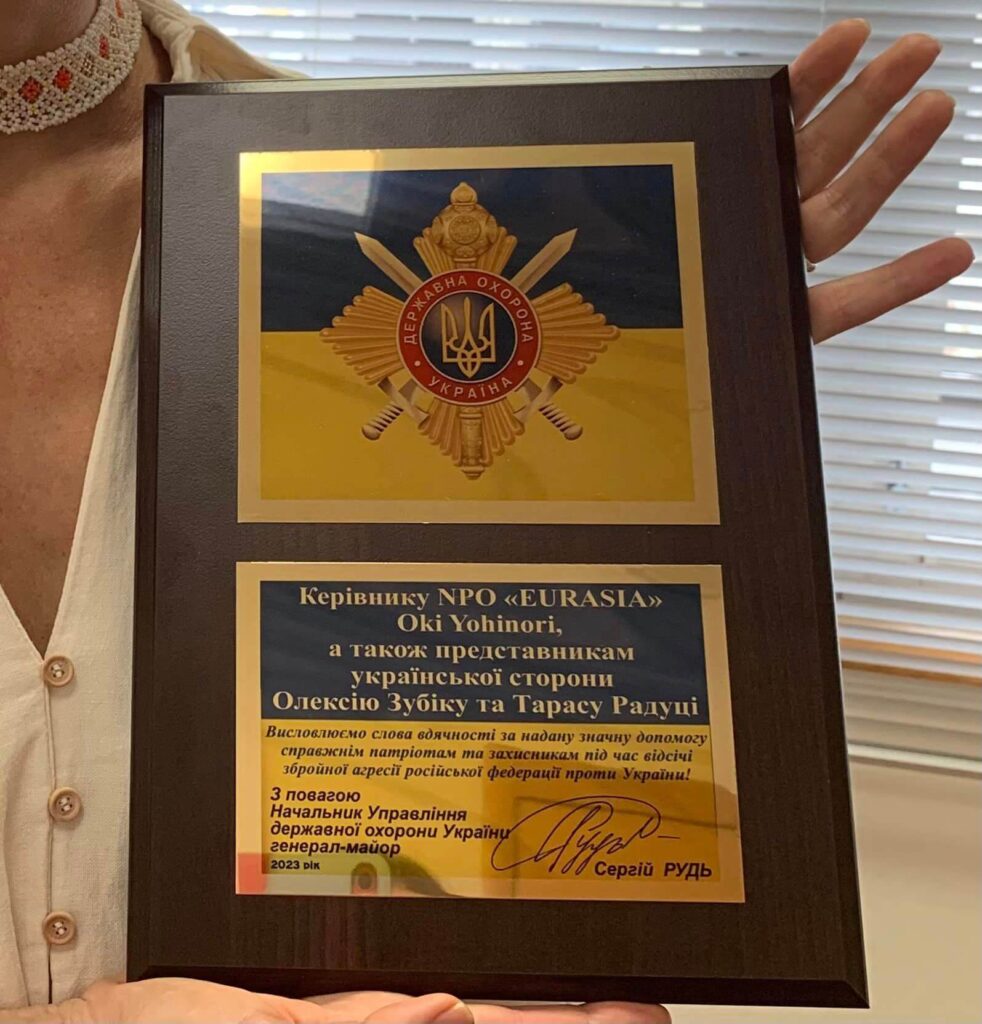 ДЕРЖАВНА ОХОРОНА
УКРАЇНА
Керівнику NPO «EURASIA»
Oki Yohinori,
а також представникам
української сторони
Олексію Зубіку та Тарасу Радуці
Висловлюємо слова вдячності за надану значну допомогу
справжнім патріотам та захисникам під час відсічі
збройної агресії російської федерації проти України!
З повагою
Начальник Управління
державної охорони України
генерал-майор
2023 рік
Сергій РУДЬ